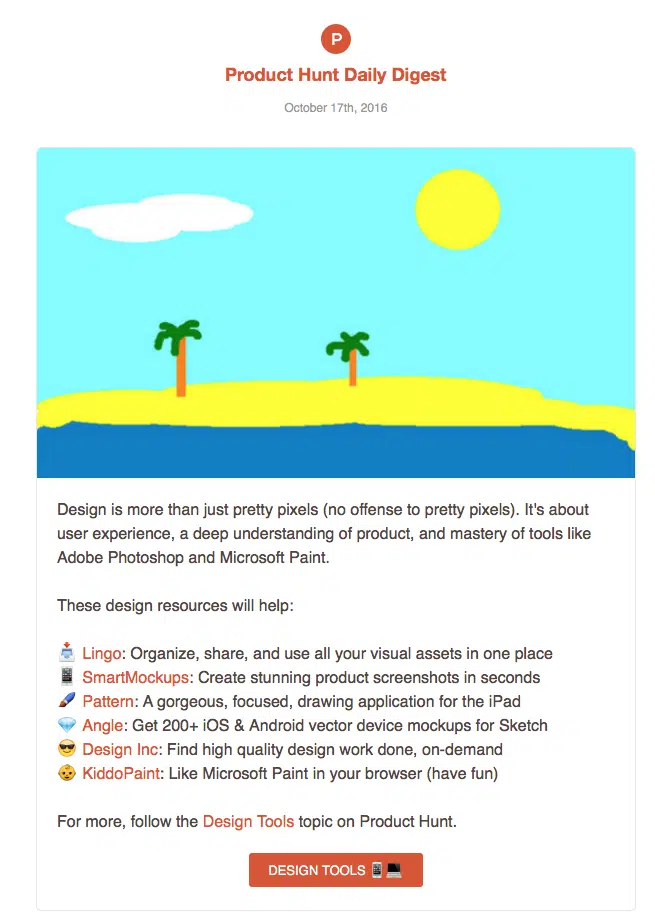 P
Product Hunt Daily Digest
October 17th, 2016
Design is more than just pretty pixels (no offense to pretty pixels). It's about
user experience, a deep understanding of product, and mastery of tools like
Adobe Photoshop and Microsoft Paint.
These design resources will help:
📩 Lingo: Organize, share, and use all your visual assets in one place
📱 SmartMockups: Create stunning product screenshots in seconds
🖌 Pattern: A gorgeous, focused, drawing application for the iPad
💎 Angle: Get 200+ iOS & Android vector device mockups for Sketch
😎 Design Inc: Find high quality design work done, on-demand
👶 KiddoPaint: Like Microsoft Paint in your browser (have fun)
For more, follow the Design Tools topic on Product Hunt.
DESIGN TOOLS 📱💻